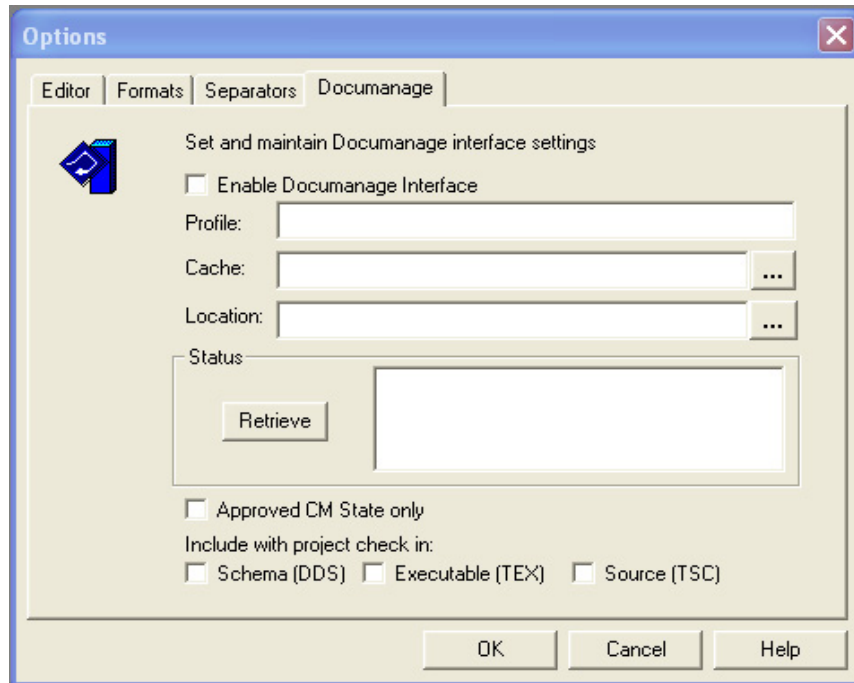 Options
Editor Formats Separators Documanage
Set and maintain Documanage interface settings
Enable Documanage Interface
Profile:
Cache: ...
Location: ...
Status
Retrieve
Approved CM State only
Include with project check in:
Schema (DDS) Executable (TEX) Source (TSC)
OK Cancel Help